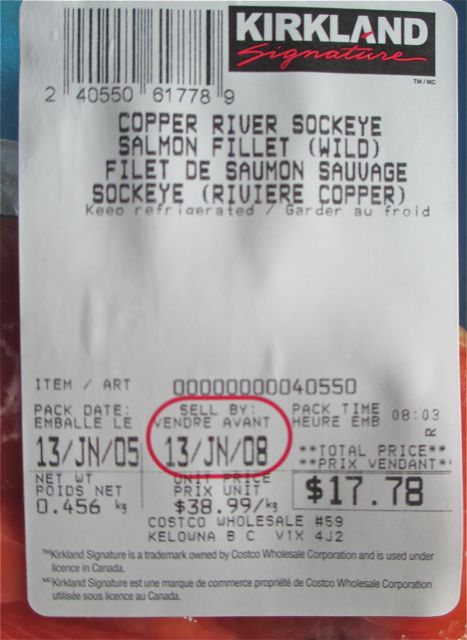 KIRKLAND
Signature
TM/MC
2 40550 61778 9
COPPER RIVER SOCKEYE
SALMON FILLET (WILD)
FILET DE SAUMON SAUVAGE
SOCKEYE (RIVIERE COPPER)
Keep refrigerated / Garder au froid
ITEM / ART 00000000040550
PACK DATE: SELL BY: PACK TIME 08:03
EMBALLE LE VENDRE AVANT HEURE EMB
R
13/JN/05 13/JN/08 **TOTAL PRICE**
**PRIX VENDANT**
NET WT UNIT PRICE
POIDS NET PRIX UNIT $17.78
0.456 kg $38.99/kg
COSTCO WHOLESALE #59
KELOWNA B C V1X 4J2
™Kirkland Signature is a trademark owned by Costco Wholesale Corporation and is used under
licence in Canada.
MCKirkland Signature est une marque de commerce propriété de Costco Wholesale Corporation
utilisée sous licence au Canada.